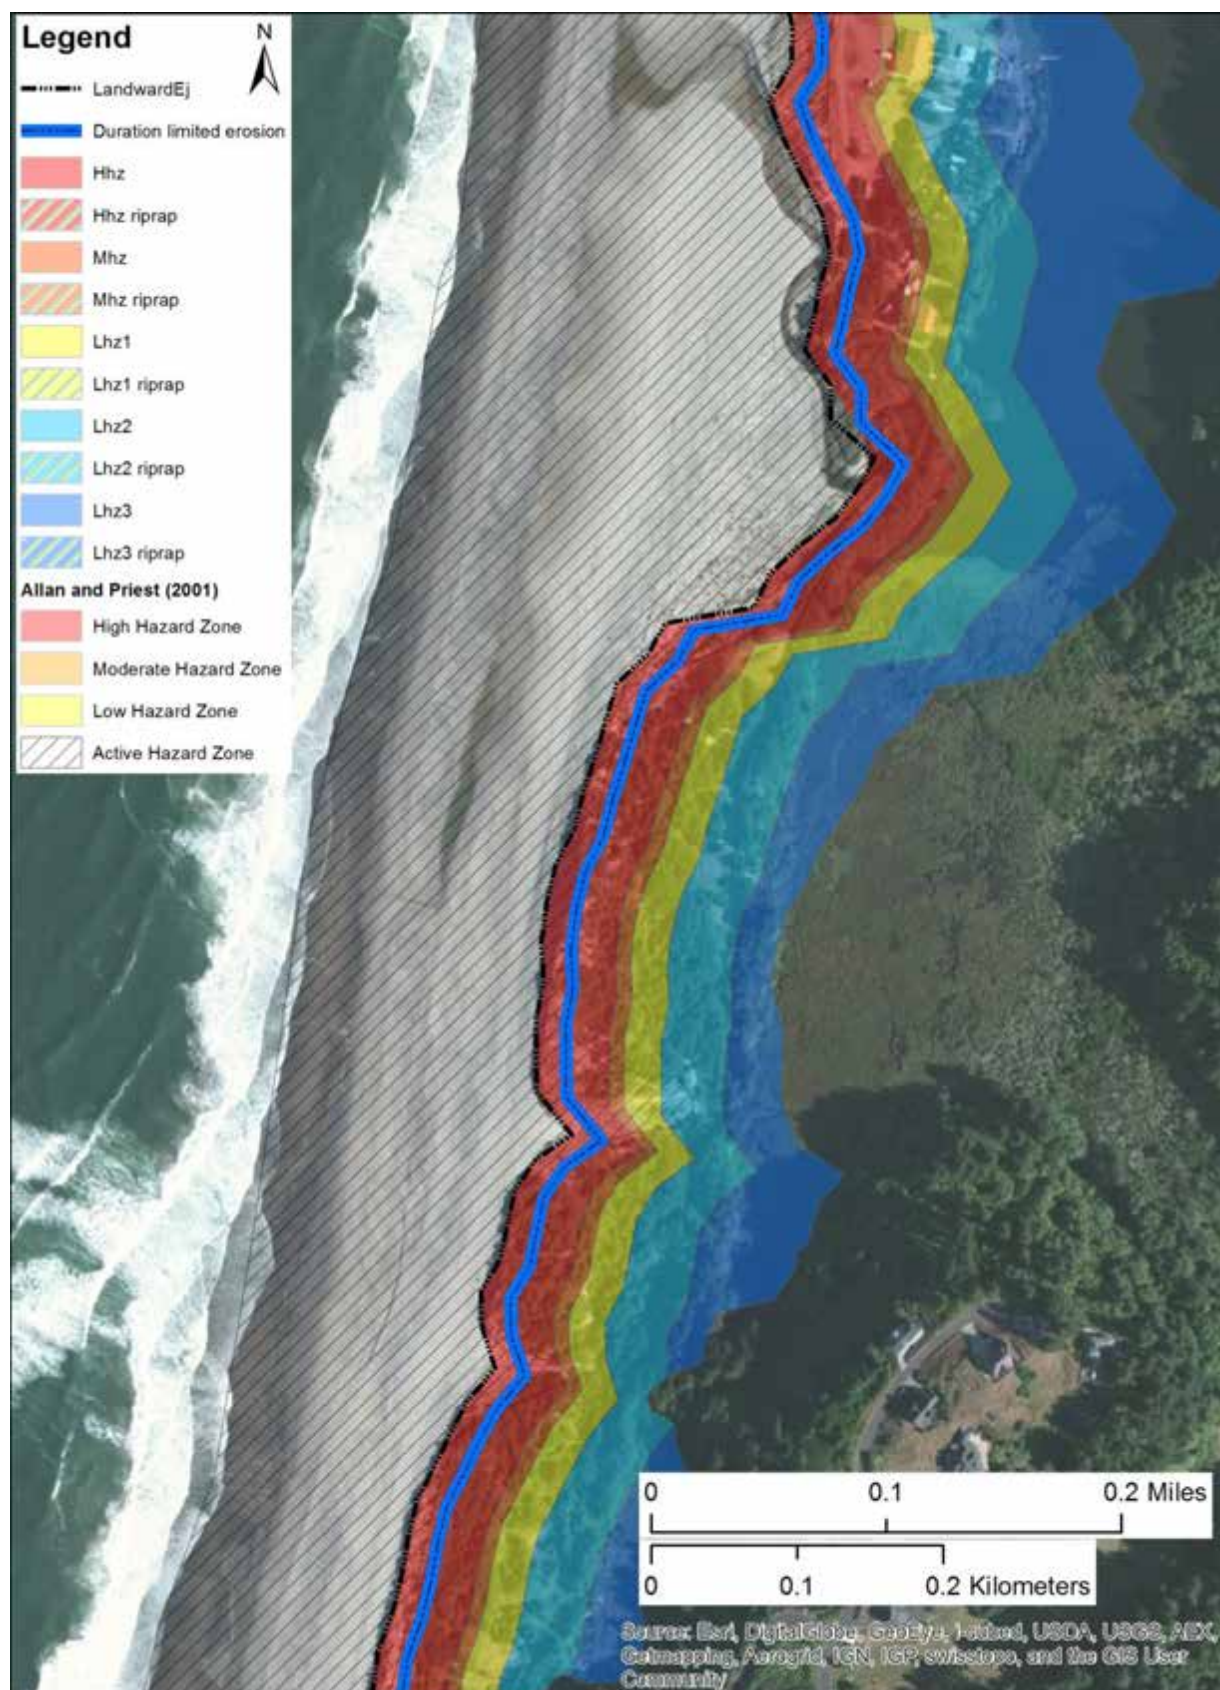 Legend
N
LandwardEj
Duration limited erosion
Hhz
Hhz riprap
Mhz
Mhz riprap
Lhz1
Lhz1 riprap
Lhz2
Lhz2 riprap
Lhz3
Lhz3 riprap
Allan and Priest (2001)
High Hazard Zone
Moderate Hazard Zone
Low Hazard Zone
Active Hazard Zone
0 0.1 0.2 Miles
0 0.1 0.2 Kilometers
Source: Esri, DigitalGlobe, GeoEye, i-cubed, USDA, USGS, AEX,
Getmapping, Aerogrid, IGN, IGP, swisstopo, and the GIS User
Community